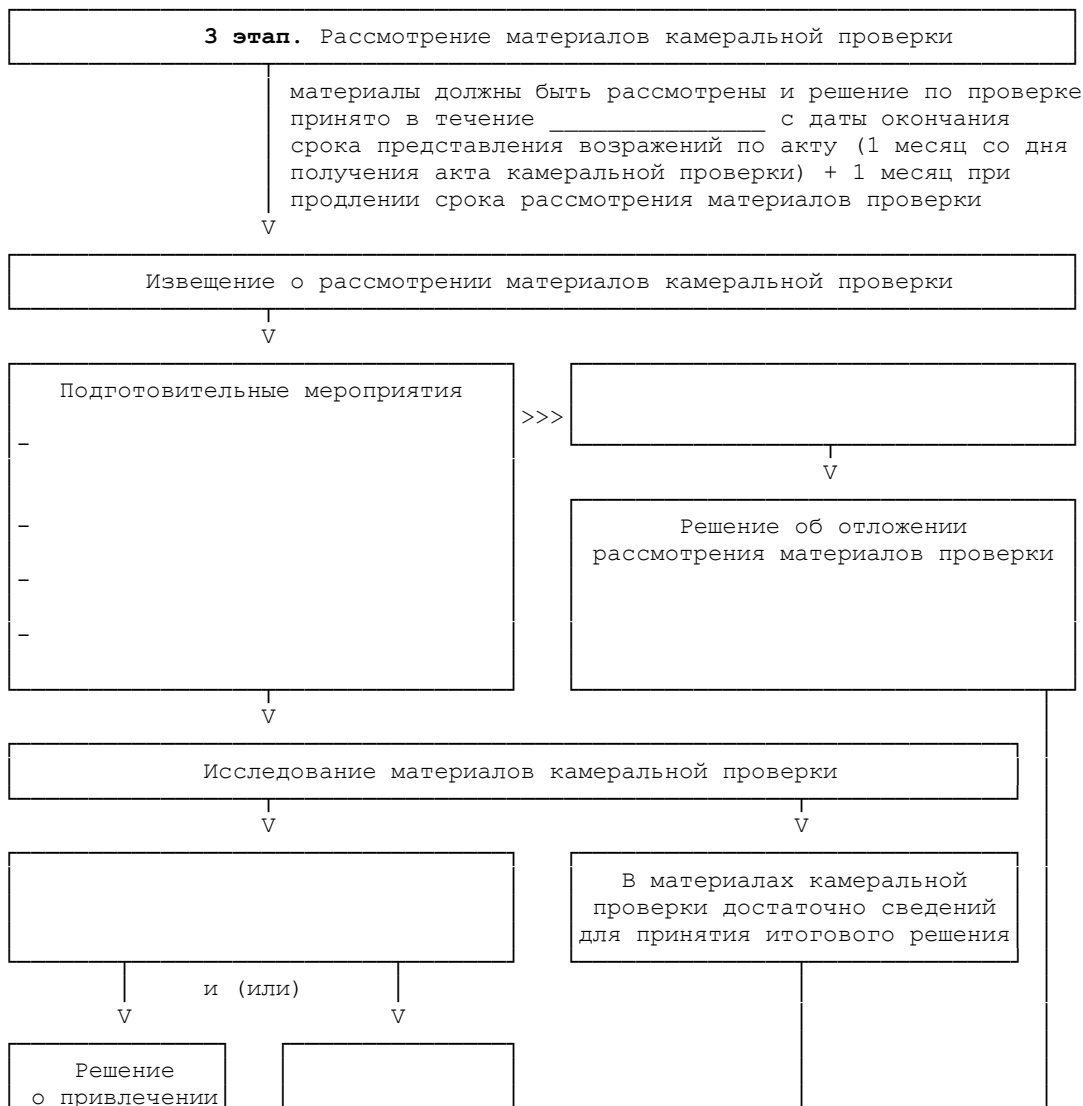 3 этап. Рассмотрение материалов камеральной проверки
материалы должны быть рассмотрены и решение по проверке
принято в течение _______________ с даты окончания
срока представления возражений по акту (1 месяц со дня
получения акта камеральной проверки) + 1 месяц при
продлении срока рассмотрения материалов проверки
V
Извещение о рассмотрении материалов камеральной проверки
V
Подготовительные мероприятия
>>>
-
V
-
Решение об отложении
рассмотрения материалов проверки
-
-
V
Исследование материалов камеральной проверки
V V
В материалах камеральной
проверки достаточно сведений
для принятия итогового решения
и (или)
V V
Решение
о привлечении